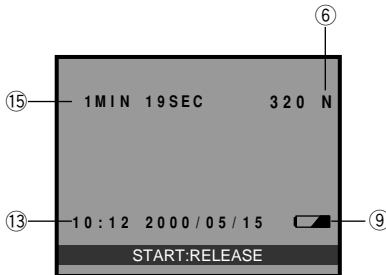 ⑥
⑮ 1MIN 19SEC 320 N
⑬ 10:12 2000/05/15 ⑨
START:RELEASE